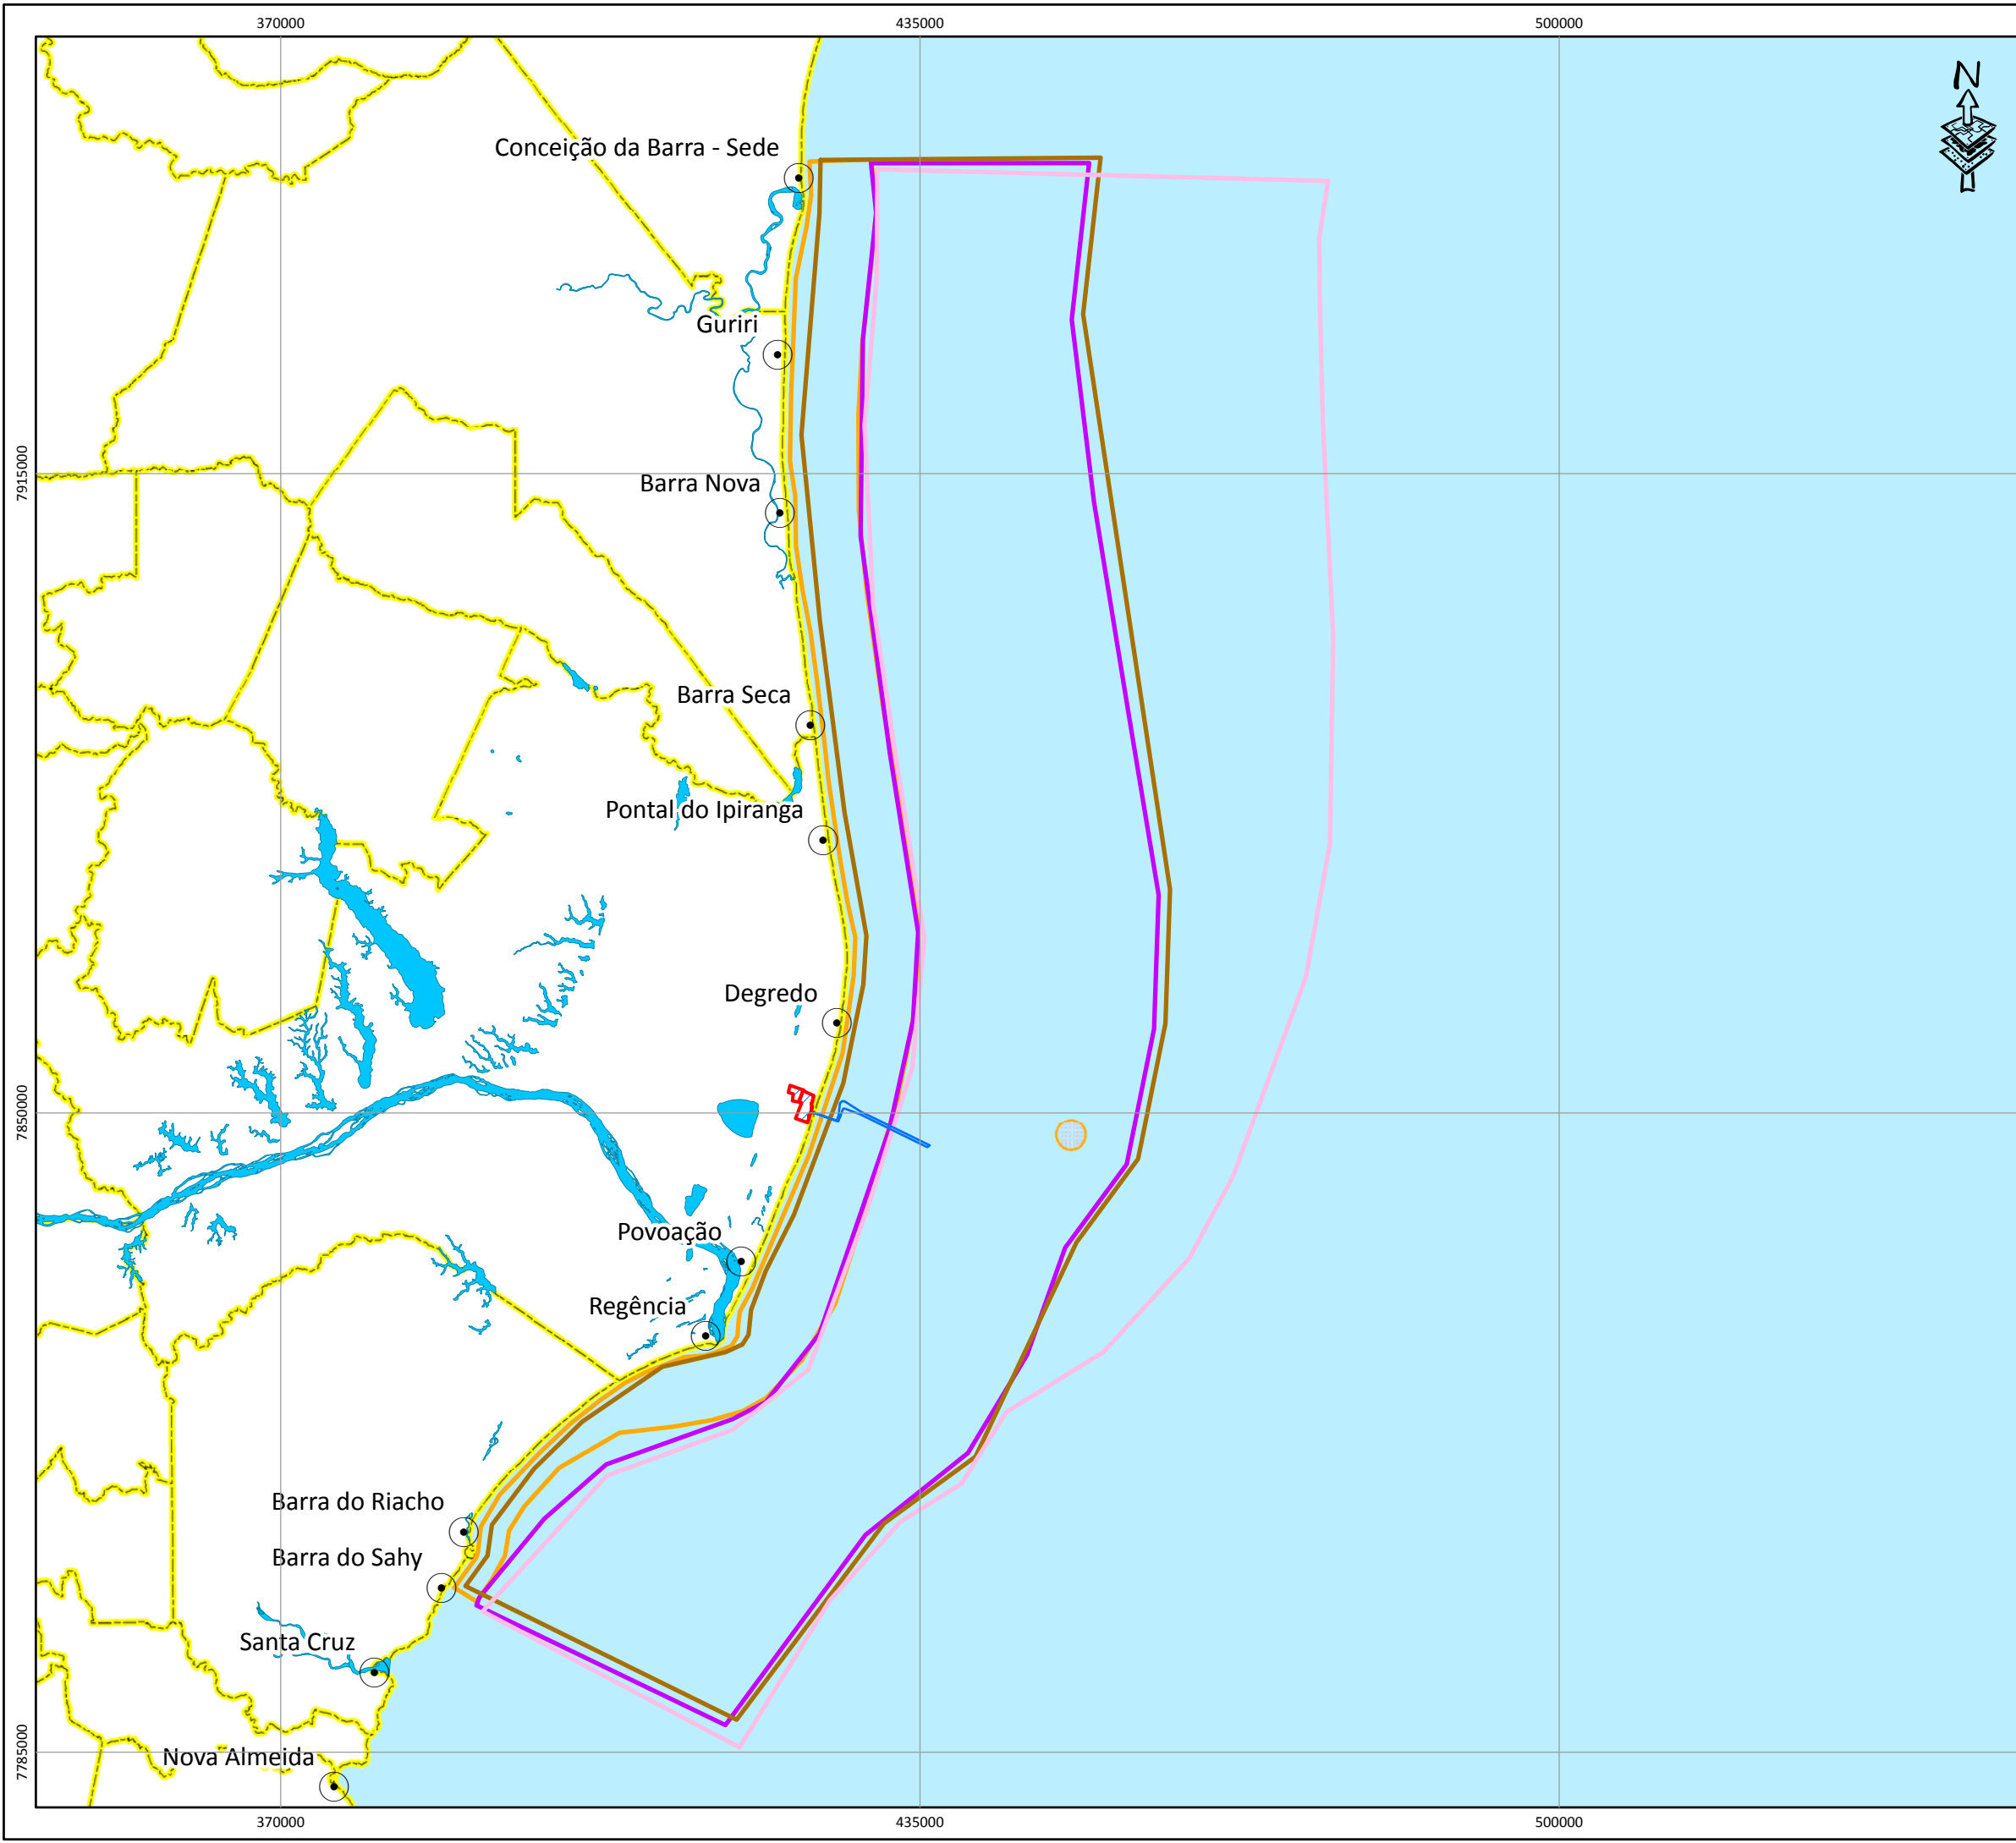 370000 435000 500000
N
Conceição da Barra - Sede
Guriri
7915000
Barra Nova
Barra Seca
Pontal do Ipiranga
Degredo
7850000
Povoação
Regência
Barra do Riacho
Barra do Sahy
Santa Cruz
7785000
Nova Almeida
370000 435000 500000